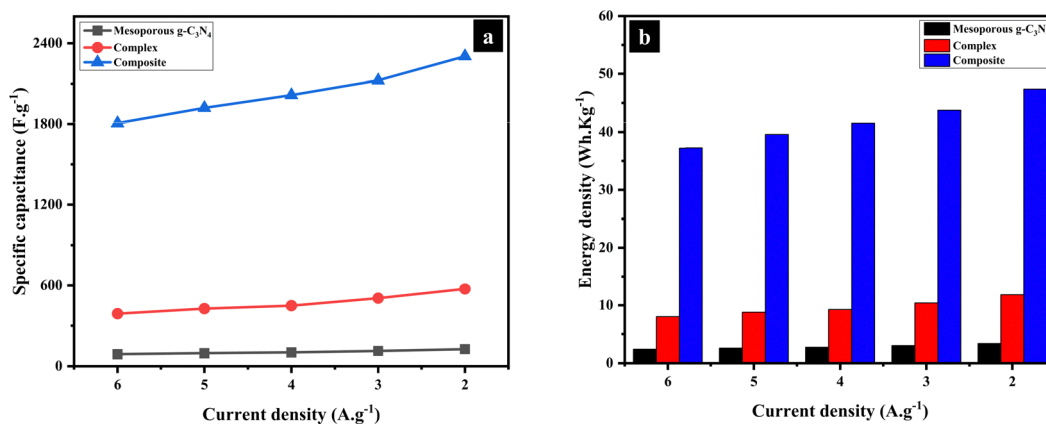 a
Mesoporous g-C₃N₄
Complex
Composite
2400
1800
1200
600
0
Specific capacitance (F.g⁻¹)
6 5 4 3 2
Current density (A.g⁻¹)
b
Mesoporous g-C₃N
Complex
Composite
60
50
40
30
20
10
0
Energy density (Wh.Kg⁻¹)
6 5 4 3 2
Current density (A.g⁻¹)